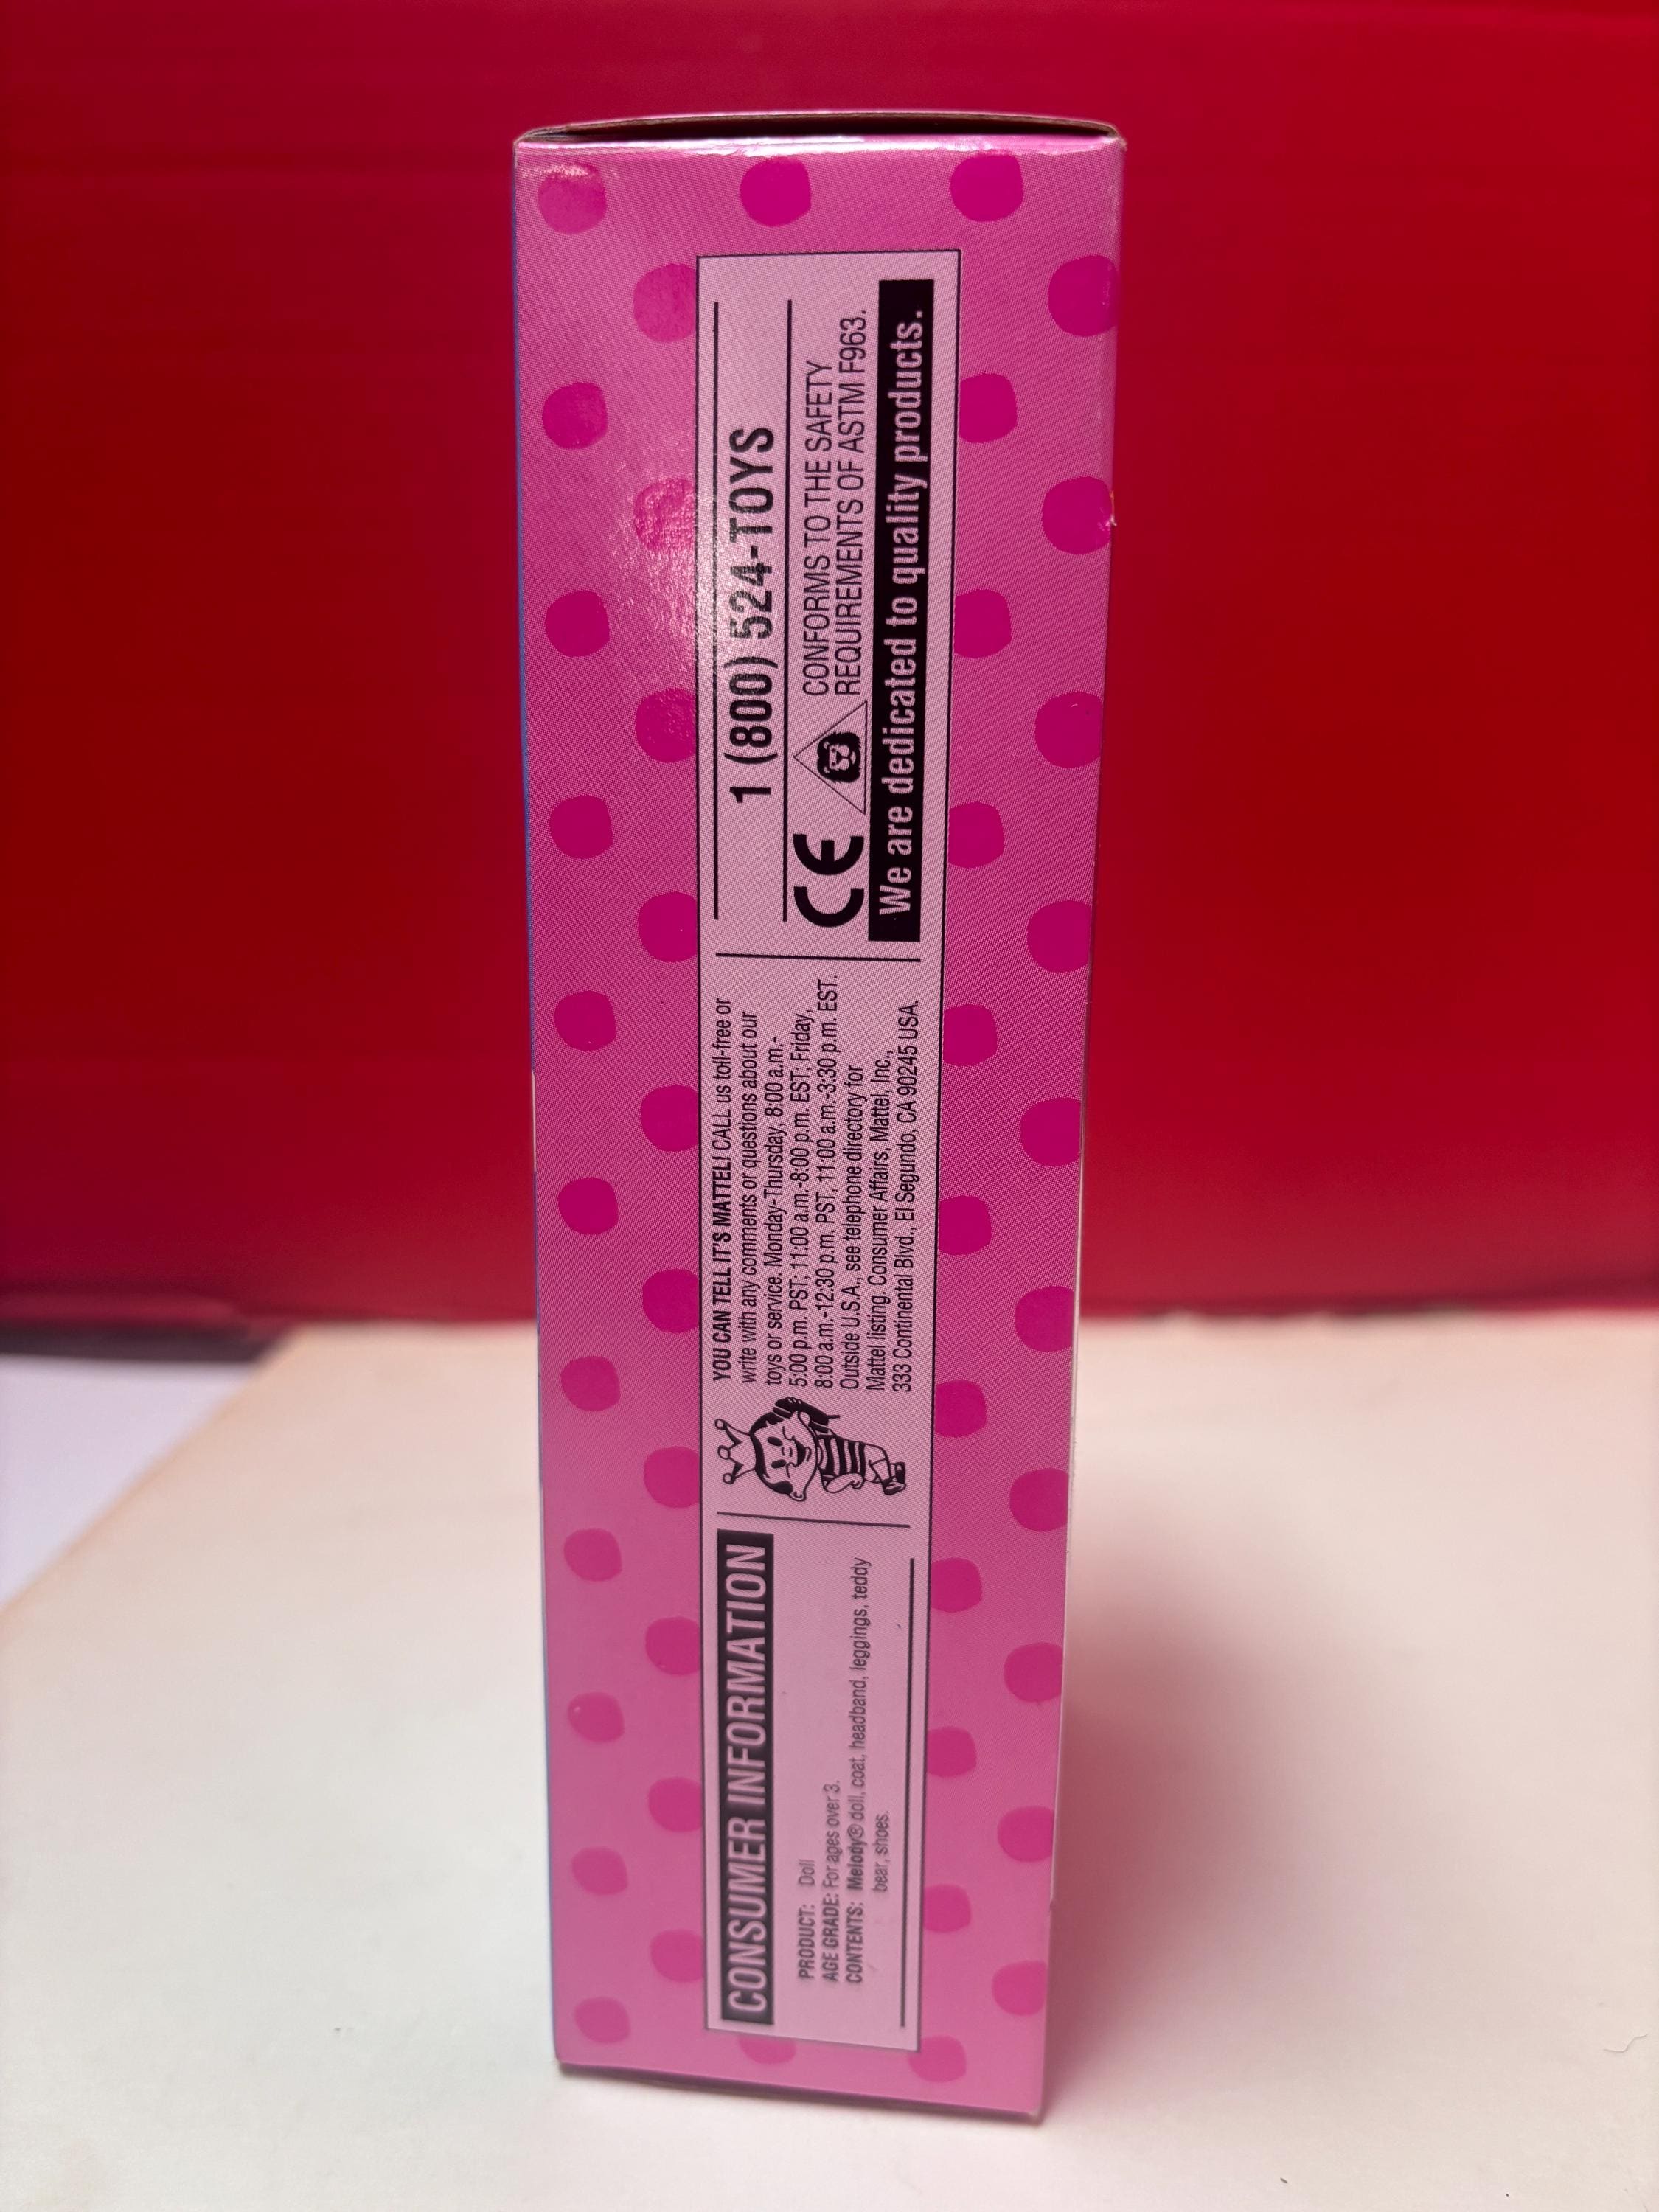 CONSUMER INFORMATION
PRODUCT: Doll
AGE GRADE: For ages over 3.
CONTENTS: Melody® doll, coat, headband, leggings, teddy
bear, shoes.
YOU CAN TELL IT'S MATTEL! CALL us toll-free or
write with any comments or questions about our
toys or service. Monday-Thursday, 8:00 a.m.-
5:00 p.m. PST; 11:00 a.m.-8:00 p.m. EST; Friday,
8:00 a.m.-12:30 p.m. PST, 11:00 a.m.-3:30 p.m. EST.
Outside U.S.A., see telephone directory for
Mattel listing. Consumer Affairs, Mattel, Inc.,
333 Continental Blvd., El Segundo, CA 90245 USA.
1 (800) 524-TOYS
CE
CONFORMS TO THE SAFETY
REQUIREMENTS OF ASTM F963.
We are dedicated to quality products.